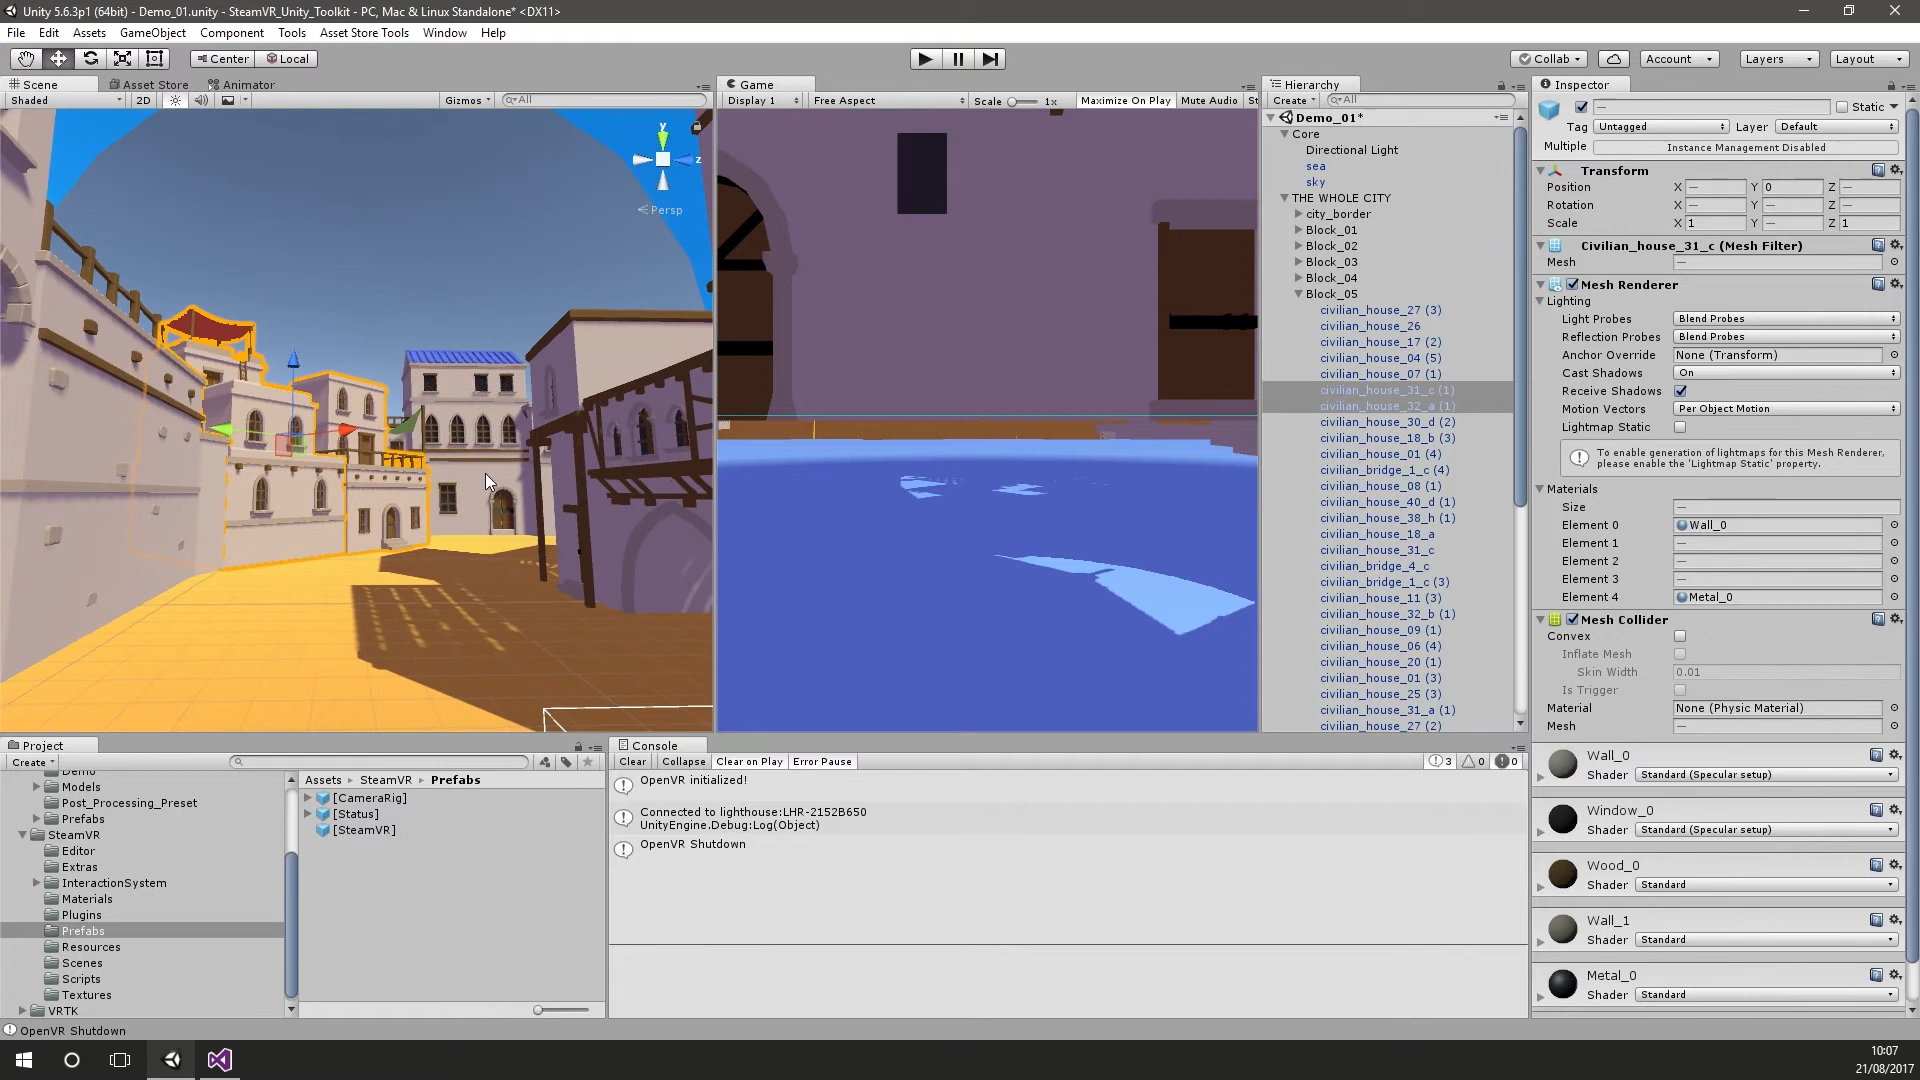 Unity 5.6.3p1 (64bit) - Demo_01.unity - SteamVR_Unity_Toolkit - PC, Mac & Linux Standalone* <DX11>
File Edit Assets GameObject Component Tools Asset Store Tools Window Help
Center Local Collab Account Layers Layout
Scene Asset Store Animator
Shaded 2D Gizmos All
y
z
Persp
Game
Display 1 Free Aspect Scale 1x Maximize On Play Mute Audio St
Hierarchy
Create All
Demo_01*
Core
Directional Light
sea
sky
THE WHOLE CITY
city_border
Block_01
Block_02
Block_03
Block_04
Block_05
civilian_house_27 (3)
civilian_house_26
civilian_house_17 (2)
civilian_house_04 (5)
civilian_house_07 (1)
civilian_house_31_c (1)
civilian_house_32_a (1)
civilian_house_30_d (2)
civilian_house_18_b (3)
civilian_house_01 (4)
civilian_bridge_1_c (4)
civilian_house_08 (1)
civilian_house_40_d (1)
civilian_house_38_h (1)
civilian_house_18_a
civilian_house_31_c
civilian_bridge_4_c
civilian_bridge_1_c (3)
civilian_house_11 (3)
civilian_house_32_b (1)
civilian_house_09 (1)
civilian_house_06 (4)
civilian_house_20 (1)
civilian_house_01 (3)
civilian_house_25 (3)
civilian_house_31_a (1)
civilian_house_27 (2)
Inspector
— Static
Tag Untagged Layer Default
Multiple Instance Management Disabled
Transform
Position X — Y 0 Z —
Rotation X — Y — Z —
Scale X 1 Y — Z 1
Civilian_house_31_c (Mesh Filter)
Mesh —
Mesh Renderer
Lighting
Light Probes Blend Probes
Reflection Probes Blend Probes
Anchor Override None (Transform)
Cast Shadows On
Receive Shadows
Motion Vectors Per Object Motion
Lightmap Static
To enable generation of lightmaps for this Mesh Renderer,
please enable the 'Lightmap Static' property.
Materials
Size —
Element 0 Wall_0
Element 1 —
Element 2 —
Element 3 —
Element 4 Metal_0
Mesh Collider
Convex
Inflate Mesh
Skin Width 0.01
Is Trigger
Material None (Physic Material)
Mesh —
Wall_0
Shader Standard (Specular setup)
Window_0
Shader Standard (Specular setup)
Wood_0
Shader Standard
Wall_1
Shader Standard
Metal_0
Shader Standard
Project
Create
Demo
Models
Post_Processing_Preset
Prefabs
SteamVR
Editor
Extras
InteractionSystem
Materials
Plugins
Prefabs
Resources
Scenes
Scripts
Textures
VRTK
Assets SteamVR Prefabs
[CameraRig]
[Status]
[SteamVR]
Console
Clear Collapse Clear on Play Error Pause 3 0 0
OpenVR initialized!
Connected to lighthouse:LHR-2152B650
UnityEngine.Debug:Log(Object)
OpenVR Shutdown
OpenVR Shutdown
10:07
21/08/2017